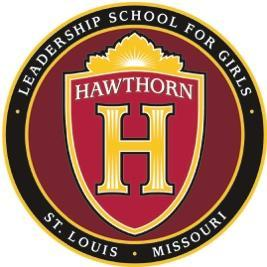 LEADERSHIP SCHOOL FOR GIRLS
HAWTHORN
H
ST. LOUIS • MISSOURI